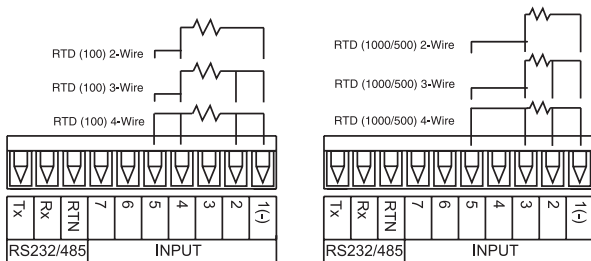 RTD (100) 2-Wire
RTD (100) 3-Wire
RTD (100) 4-Wire
Tx
Rx
RTN
7
6
5
4
3
2
1(-)
RS232/485
INPUT
RTD (1000/500) 2-Wire
RTD (1000/500) 3-Wire
RTD (1000/500) 4-Wire
Tx
Rx
RTN
7
6
5
4
3
2
1(-)
RS232/485
INPUT